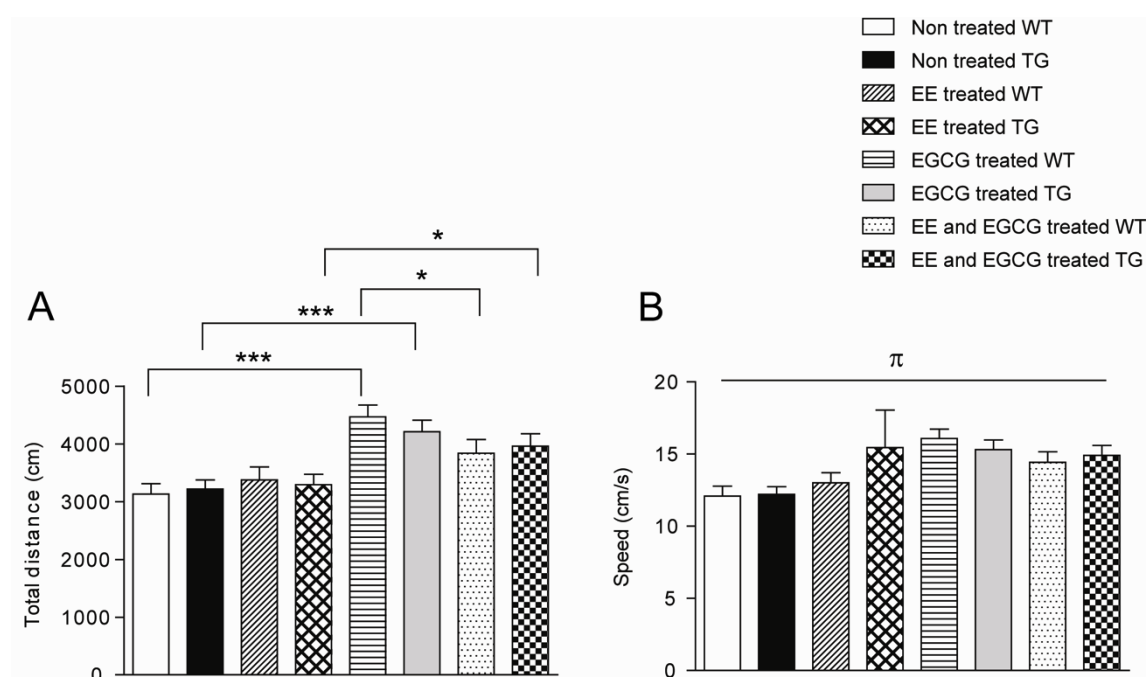 Non treated WT
Non treated TG
EE treated WT
EE treated TG
EGCG treated WT
EGCG treated TG
EE and EGCG treated WT
EE and EGCG treated TG
A
*
*
***
***
5000
4000
3000
2000
1000
0
Total distance (cm)
B
π
20
15
10
5
0
Speed (cm/s)